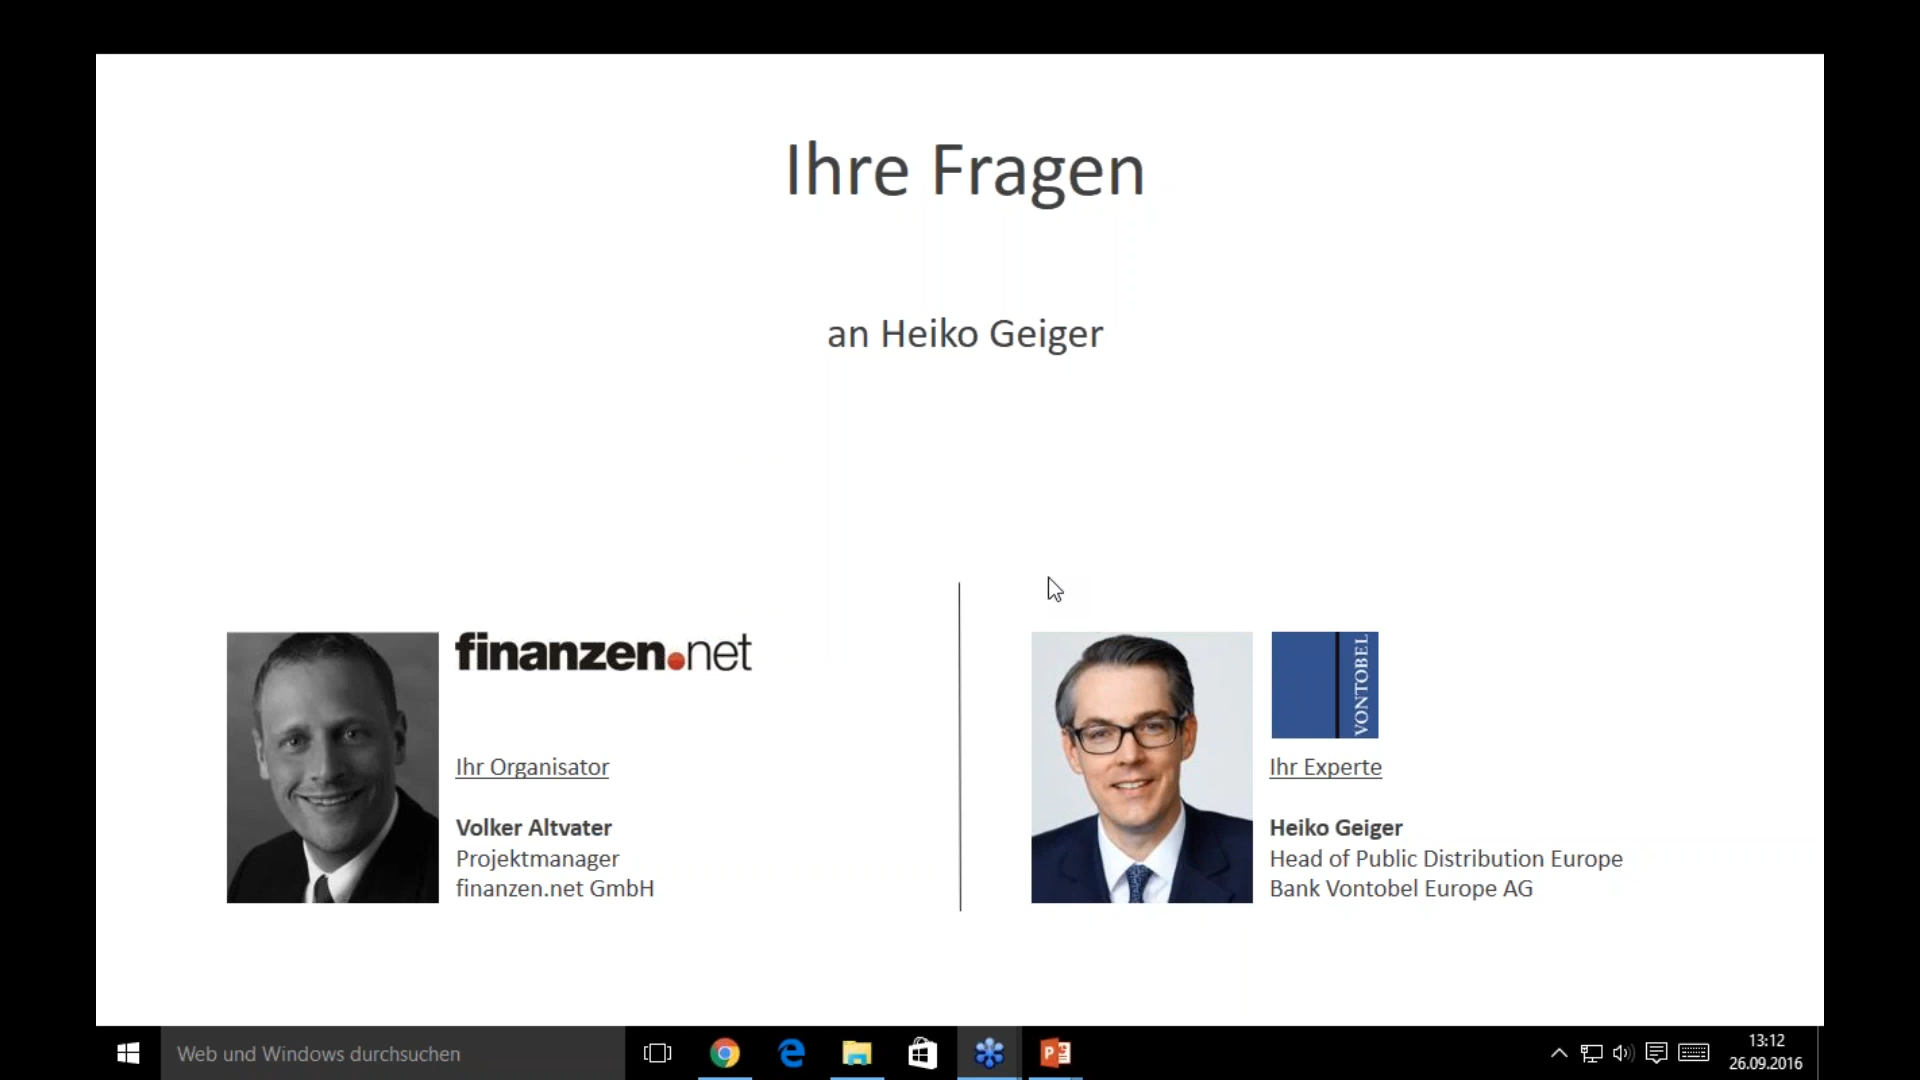 Ihre Fragen
an Heiko Geiger
finanzen.net
Ihr Organisator
Volker Altvater
Projektmanager
finanzen.net GmbH
VONTOBEL
Ihr Experte
Heiko Geiger
Head of Public Distribution Europe
Bank Vontobel Europe AG
Web und Windows durchsuchen
13:12
26.09.2016